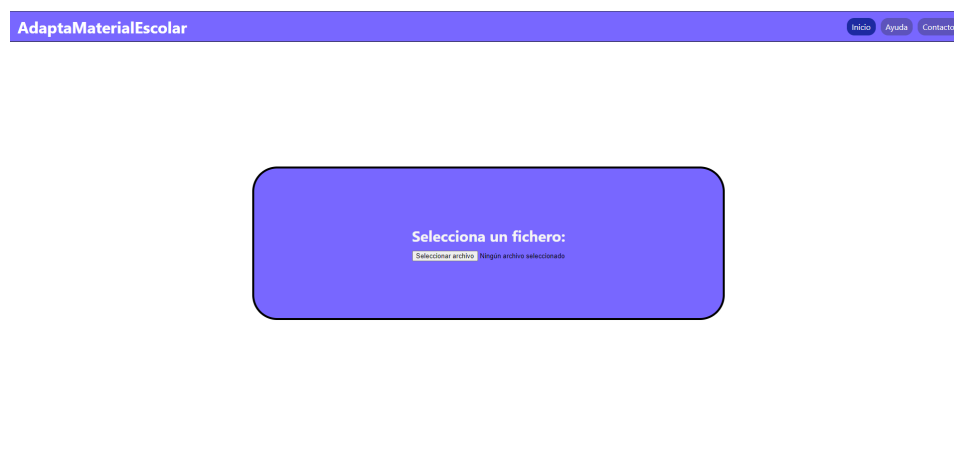 AdaptaMaterialEscolar
Inicio Ayuda Contacto
Selecciona un fichero:
Seleccionar archivo Ningún archivo seleccionado